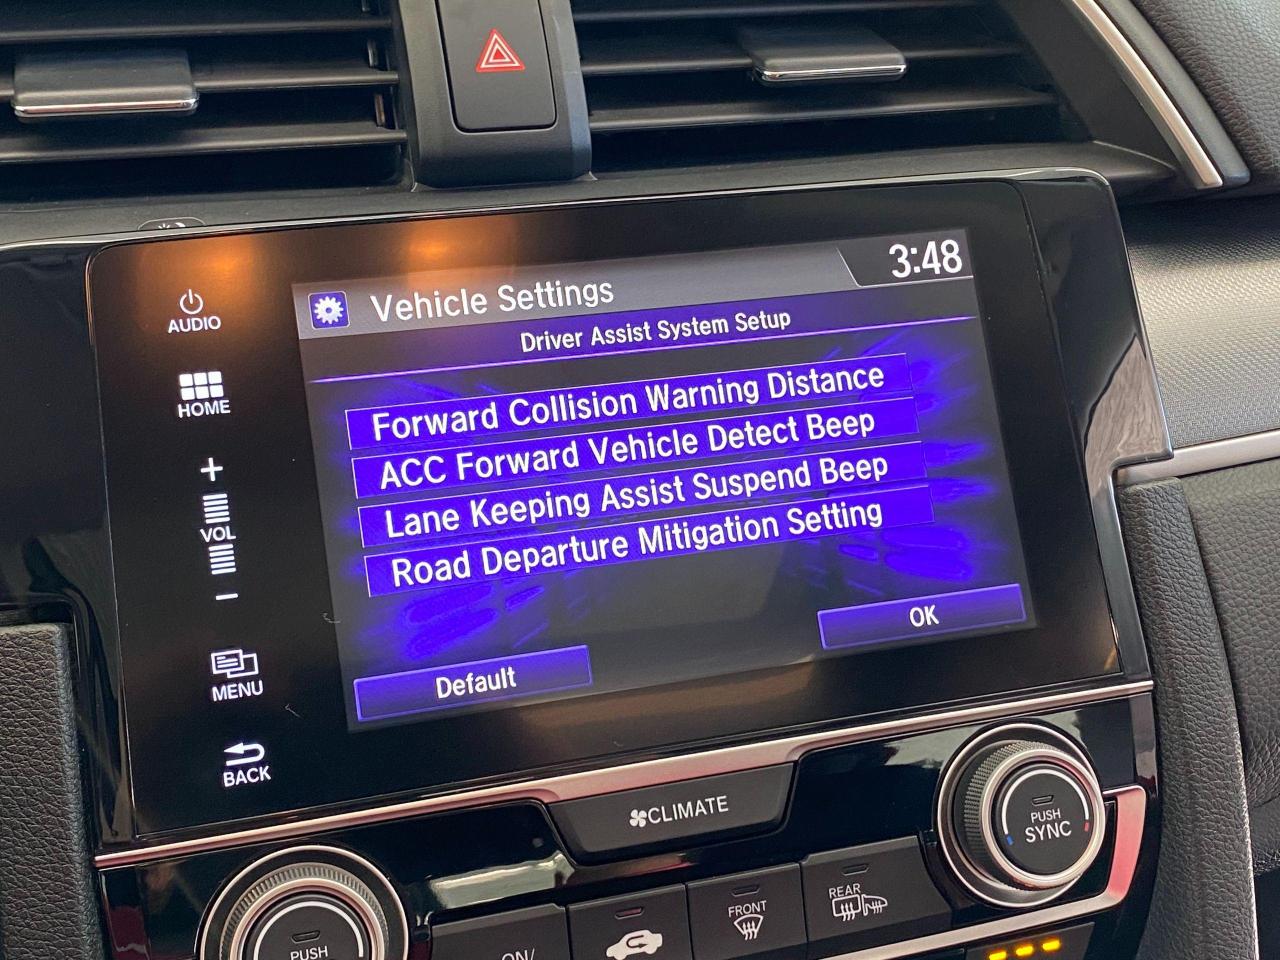 3:48
Vehicle Settings
Driver Assist System Setup
Forward Collision Warning Distance
ACC Forward Vehicle Detect Beep
Lane Keeping Assist Suspend Beep
Road Departure Mitigation Setting
OK
Default
AUDIO
HOME
+
VOL
−
MENU
BACK
CLIMATE
PUSH
SYNC
PUSH
ON/
FRONT
REAR